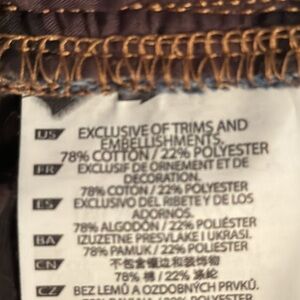 US EXCLUSIVE OF TRIMS AND
EMBELLISHMENTS.
78% COTTON / 22% POLYESTER
FR EXCLUSIF DE ORNEMENT ET DE
DÉCORATION.
78% COTON / 22% POLYESTER
ES EXCLUSIVO DEL RIBETE Y DE LOS
ADORNOS.
78% ALGODÓN / 22% POLIÉSTER
BA IZUZETNE PRESVLAKE I UKRASI.
78% PAMUK / 22% POLIESTER
CN 不包含镶边和装饰物
78% 棉 / 22% 涤纶
CZ BEZ LEMŮ A OZDOBNÝCH PRVKŮ.